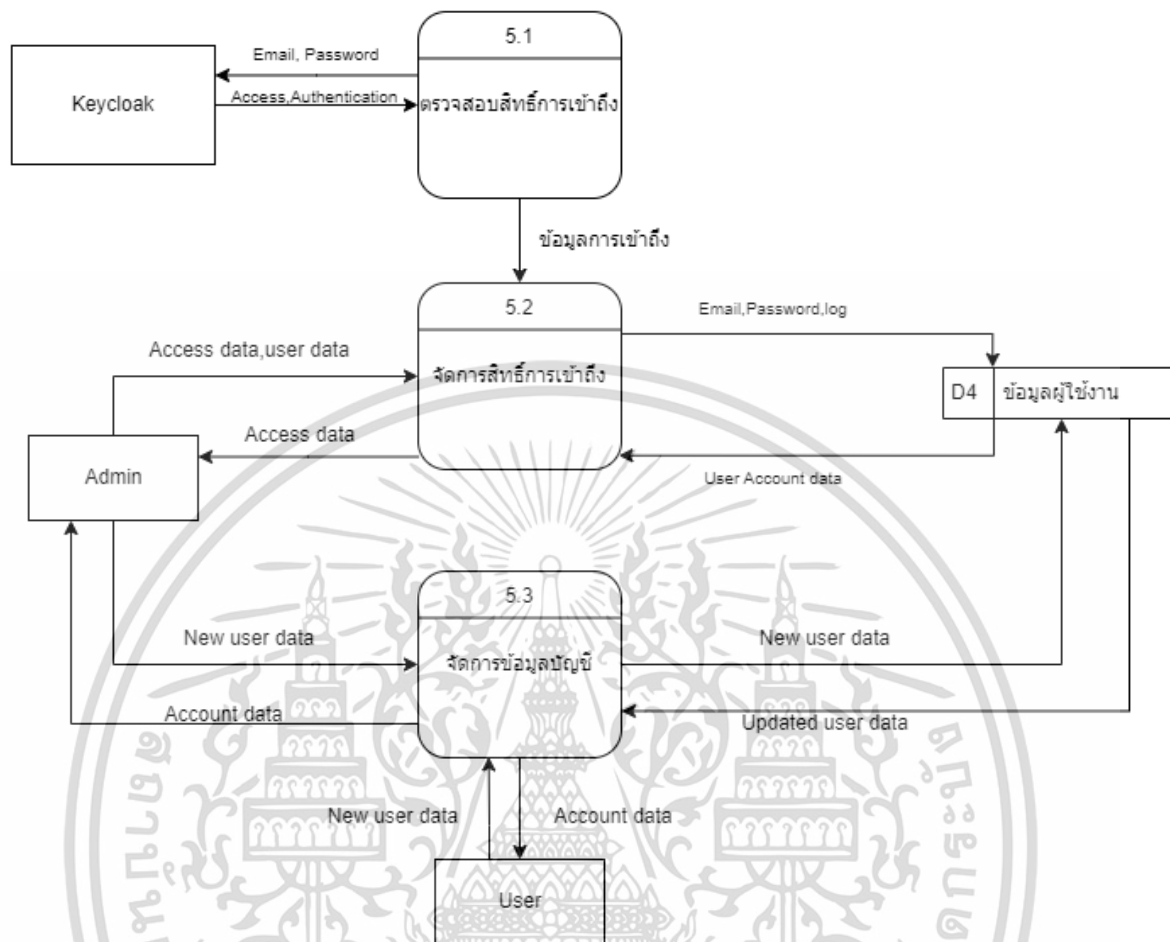 5.1
Email, Password
Keycloak
Access,Authentication
ตรวจสอบสิทธิ์การเข้าถึง
ข้อมูลการเข้าถึง
5.2
Email,Password,log
Access data,user data
จัดการสิทธิ์การเข้าถึง
D4
ข้อมูลผู้ใช้งาน
Access data
Admin
User Account data
5.3
New user data
จัดการข้อมูลบัญชี
New user data
Account data
Updated user data
New user data
Account data
User